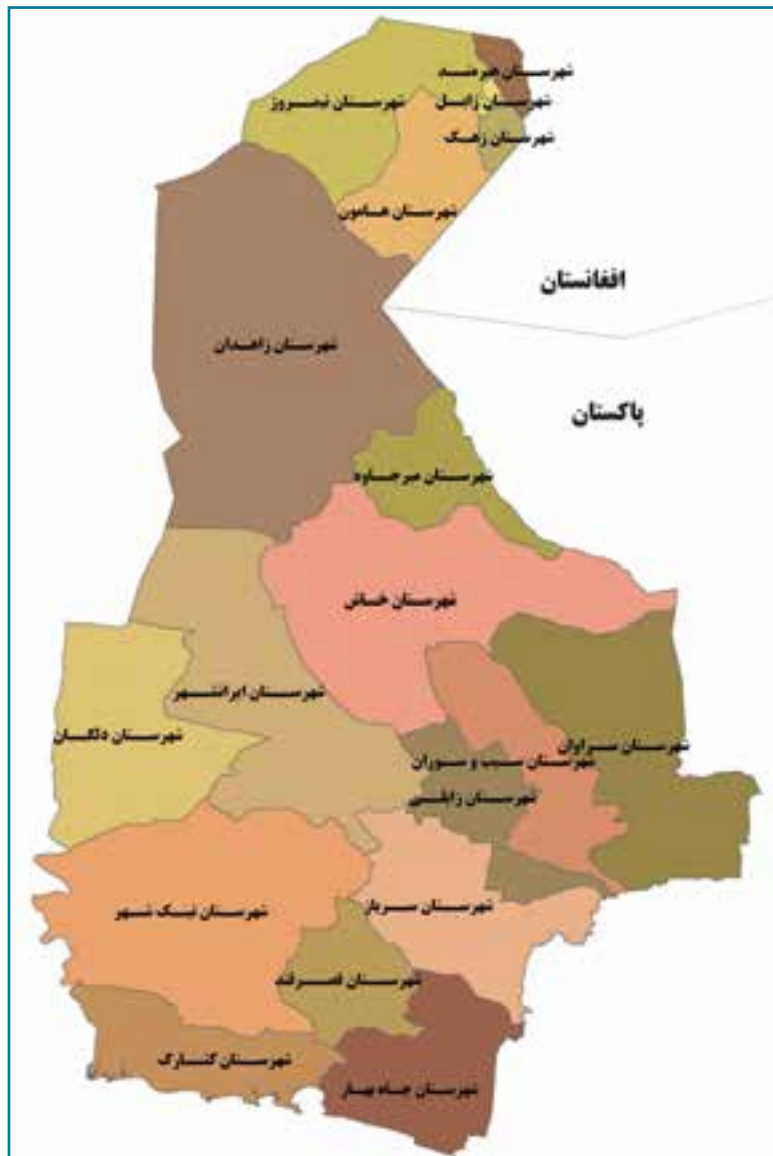 شهرستان هیرمند
شهرستان زابل
شهرستان نیمروز
شهرستان زهک
شهرستان هامون
افغانستان
شهرستان زاهدان
پاکستان
شهرستان میرجاوه
شهرستان خاش
شهرستان ایرانشهر
شهرستان سراوان
شهرستان دلگان
شهرستان سیب و سوران
شهرستان زابلی
شهرستان سرباز
شهرستان نیک شهر
شهرستان قصرقند
شهرستان کنارک
شهرستان چاه بهار